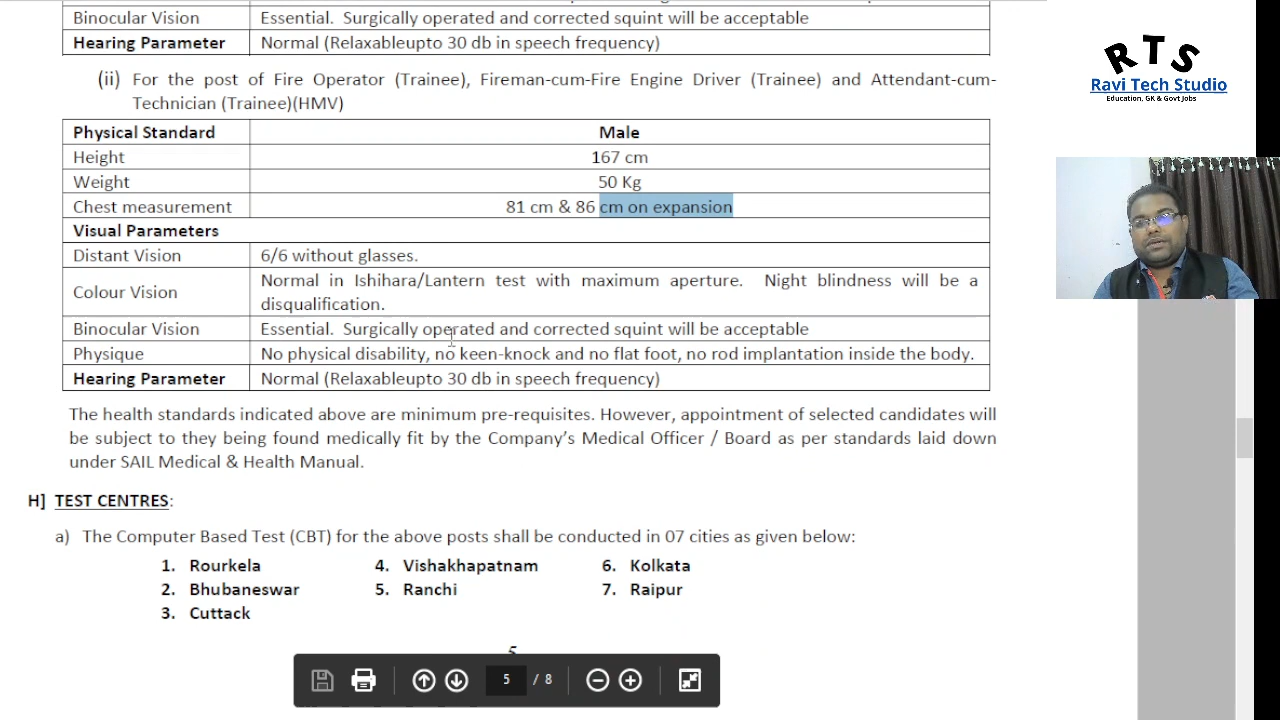 Binocular Vision Essential. Surgically operated and corrected squint will be acceptable
Hearing Parameter Normal (Relaxableupto 30 db in speech frequency)
(ii) For the post of Fire Operator (Trainee), Fireman-cum-Fire Engine Driver (Trainee) and Attendant-cum-
Technician (Trainee)(HMV)
Physical Standard Male
Height 167 cm
Weight 50 Kg
Chest measurement 81 cm & 86 cm on expansion
Visual Parameters
Distant Vision 6/6 without glasses.
Colour Vision Normal in Ishihara/Lantern test with maximum aperture. Night blindness will be a
disqualification.
Binocular Vision Essential. Surgically operated and corrected squint will be acceptable
Physique No physical disability, no keen-knock and no flat foot, no rod implantation inside the body.
Hearing Parameter Normal (Relaxableupto 30 db in speech frequency)
The health standards indicated above are minimum pre-requisites. However, appointment of selected candidates will
be subject to they being found medically fit by the Company's Medical Officer / Board as per standards laid down
under SAIL Medical & Health Manual.
H] TEST CENTRES:
a) The Computer Based Test (CBT) for the above posts shall be conducted in 07 cities as given below:
1. Rourkela 4. Vishakhapatnam 6. Kolkata
2. Bhubaneswar 5. Ranchi 7. Raipur
3. Cuttack
5
5 / 8
RTS
Ravi Tech Studio
Education, GK & Govt Jobs